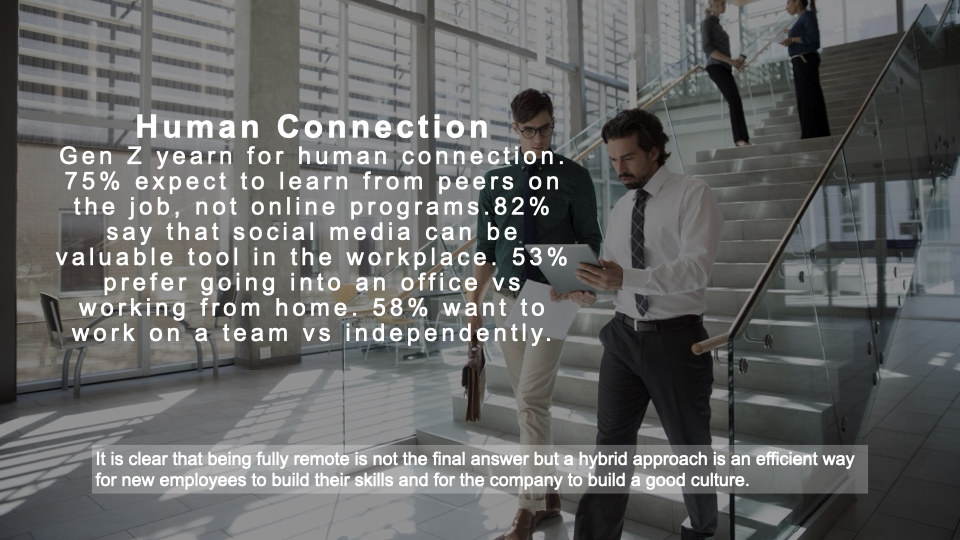 Human Connection
Gen Z yearn for human connection.
75% expect to learn from peers on
the job, not online programs.82%
say that social media can be
valuable tool in the workplace. 53%
prefer going into an office vs
working from home. 58% want to
work on a team vs independently.
It is clear that being fully remote is not the final answer but a hybrid approach is an efficient way
for new employees to build their skills and for the company to build a good culture.